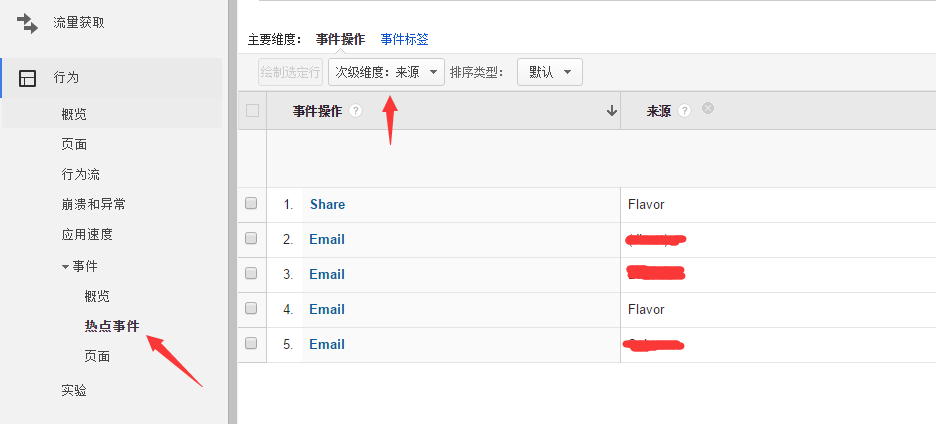 流量获取
行为
概览
页面
行为流
崩溃和异常
应用速度
事件
概览
热点事件
页面
实验
主要维度： 事件操作 事件标签
绘制选定行 次级维度：来源 排序类型： 默认
事件操作 ? 来源 ?
1. Share Flavor
2. Email
3. Email
4. Email Flavor
5. Email